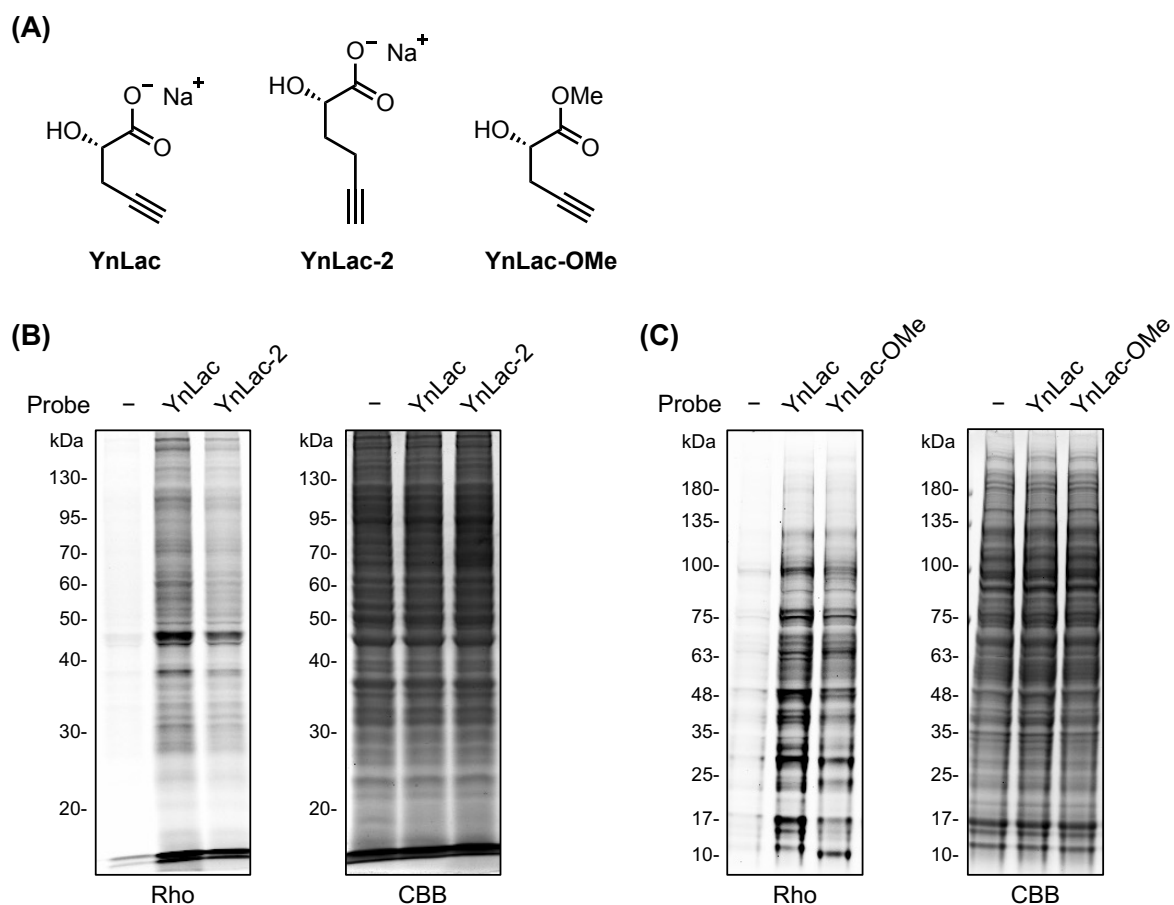 (A)
O− Na+
HO
O
YnLac
O− Na+
HO
O
YnLac-2
OMe
HO
O
YnLac-OMe
(B)
Probe – YnLac YnLac-2 – YnLac YnLac-2
kDa kDa
130- 130-
95- 95-
70- 70-
60- 60-
50- 50-
40- 40-
30- 30-
20- 20-
Rho CBB
(C)
Probe – YnLac YnLac-OMe – YnLac YnLac-OMe
kDa kDa
180- 180-
135- 135-
100- 100-
75- 75-
63- 63-
48- 48-
35- 35-
25- 25-
17- 17-
10- 10-
Rho CBB